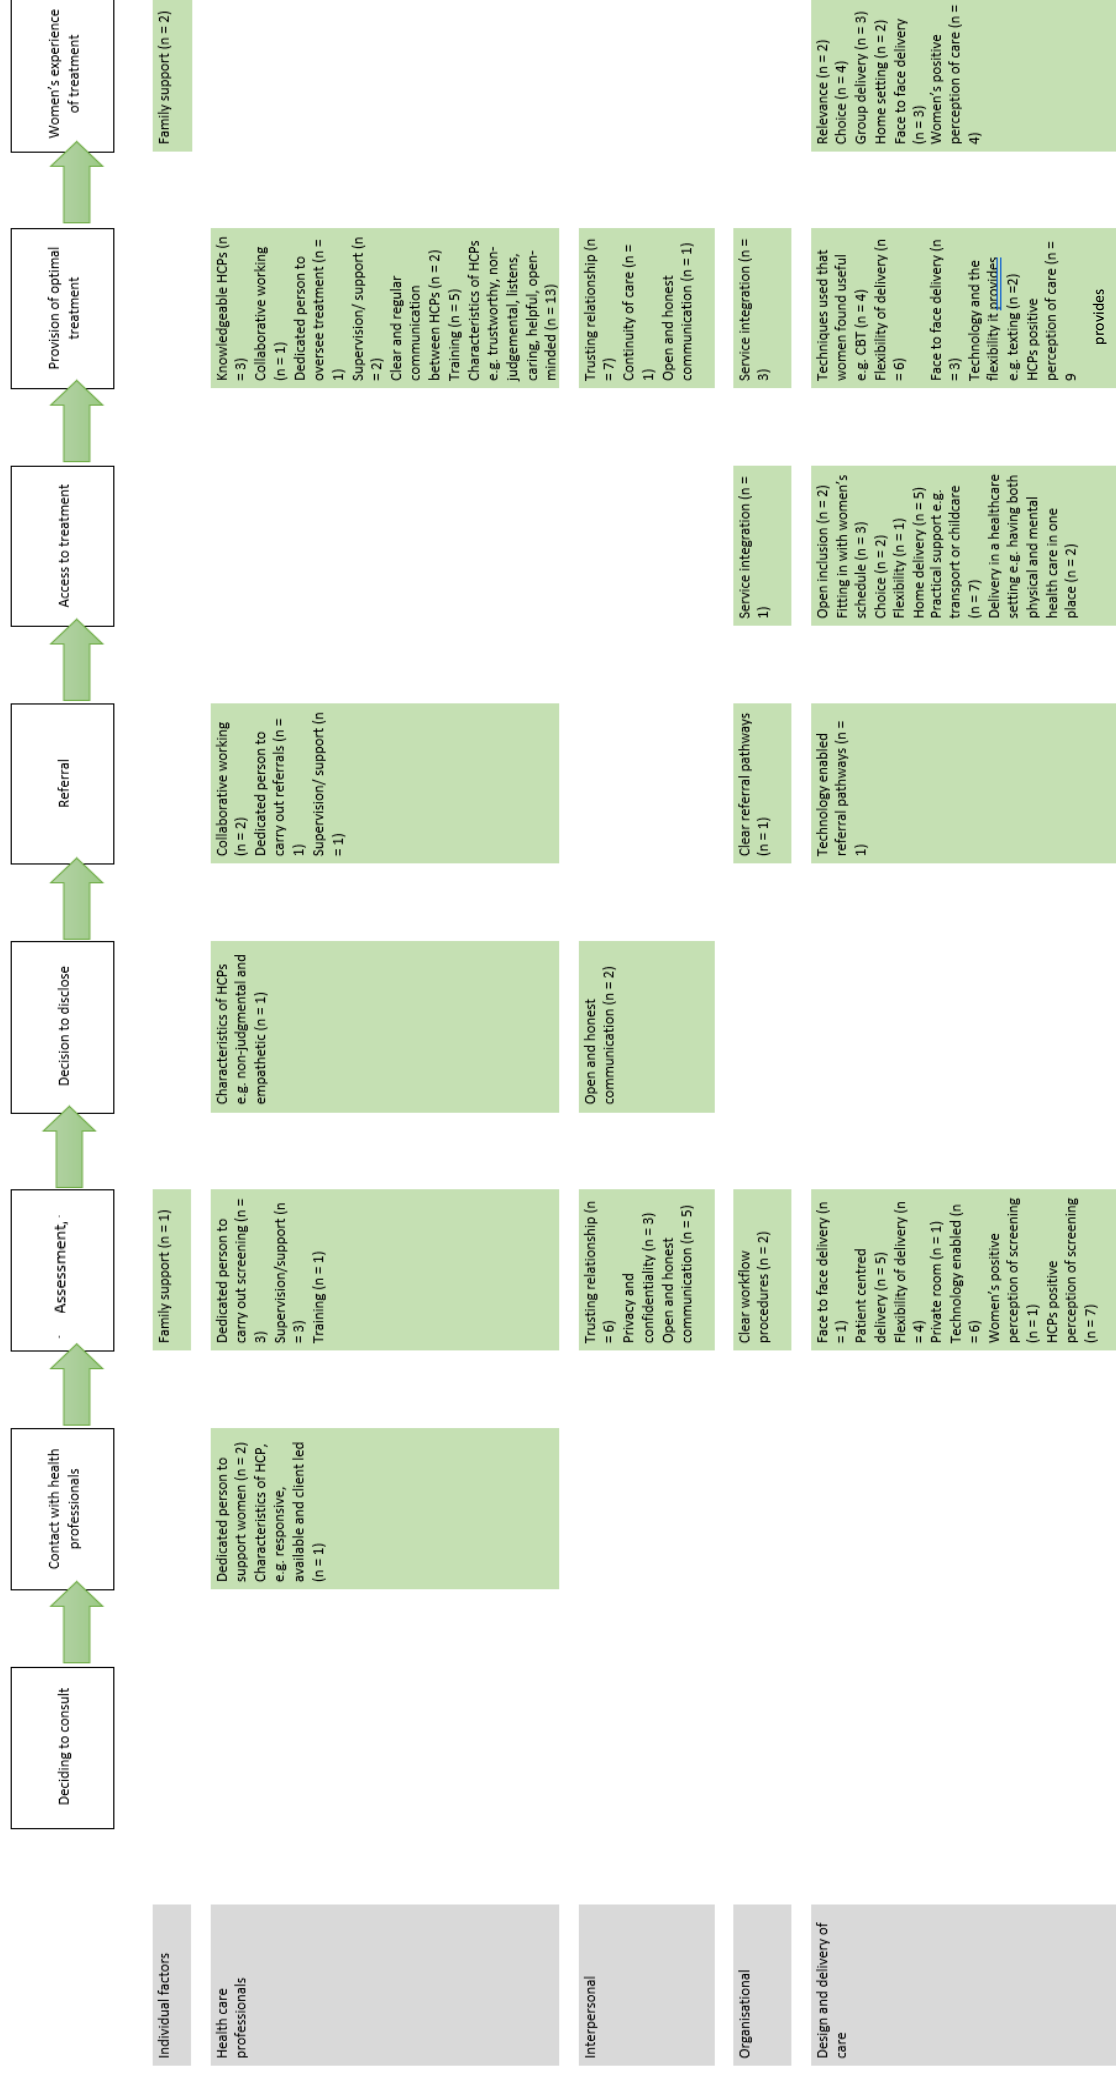 Deciding to consult
Contact with health
professionals
Assessment,
Decision to disclose
Referral
Access to treatment
Provision of optimal
treatment
Women's experience
of treatment
Individual factors
Family support (n = 1)
Family support (n = 2)
Health care
professionals
Dedicated person to
support women (n = 2)
Characteristics of HCP,
e.g. responsive,
available and client led
(n = 1)
Dedicated person to
carry out screening (n =
3)
Supervision/support (n
= 3)
Training (n = 1)
Characteristics of HCPs
e.g. non-judgmental and
empathetic (n = 1)
Collaborative working
(n = 2)
Dedicated person to
carry out referrals (n =
1)
Supervision/ support (n
= 1)
Knowledgeable HCPs (n
= 3)
Collaborative working
(n = 1)
Dedicated person to
oversee treatment (n =
1)
Supervision/ support (n
= 2)
Clear and regular
communication
between HCPs (n = 2)
Training (n = 5)
Characteristics of HCPs
e.g. trustworthy, non-
judgemental, listens,
caring, helpful, open-
minded (n = 13)
Interpersonal
Trusting relationship (n
= 6)
Privacy and
confidentiality (n = 3)
Open and honest
communication (n = 5)
Open and honest
communication (n = 2)
Trusting relationship (n
= 7)
Continuity of care (n =
1)
Open and honest
communication (n = 1)
Organisational
Clear workflow
procedures (n = 2)
Clear referral pathways
(n = 1)
Service integration (n =
1)
Service integration (n =
3)
Design and delivery of
care
Face to face delivery (n
= 1)
Patient centred
delivery (n = 5)
Flexibility of delivery (n
= 4)
Private room (n = 1)
Technology enabled (n
= 6)
Women's positive
perception of screening
(n = 1)
HCPs positive
perception of screening
(n = 7)
Technology enabled
referral pathways (n =
1)
Open inclusion (n = 2)
Fitting in with women's
schedule (n = 3)
Choice (n = 2)
Flexibility (n = 1)
Home delivery (n = 5)
Practical support e.g.
transport or childcare
(n = 7)
Delivery in a healthcare
setting e.g. having both
physical and mental
health care in one
place (n = 2)
Techniques used that
women found useful
e.g. CBT (n = 4)
Flexibility of delivery (n
= 6)
Face to face delivery (n
= 3)
Technology and the
flexibility it provides
e.g. texting (n =2)
HCPs positive
perception of care (n =
9
provides
Relevance (n = 2)
Choice (n = 4)
Group delivery (n = 3)
Home setting (n = 2)
Face to face delivery
(n = 3)
Women's positive
perception of care (n =
4)